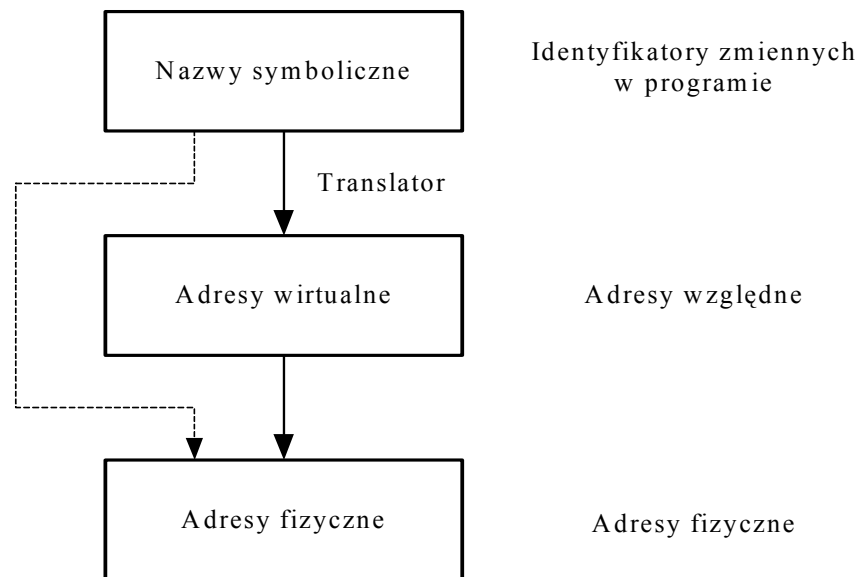 Nazwy symboliczne
Identyfikatory zmiennych
w programie
Translator
Adresy wirtualne
Adresy względne
Adresy fizyczne
Adresy fizyczne